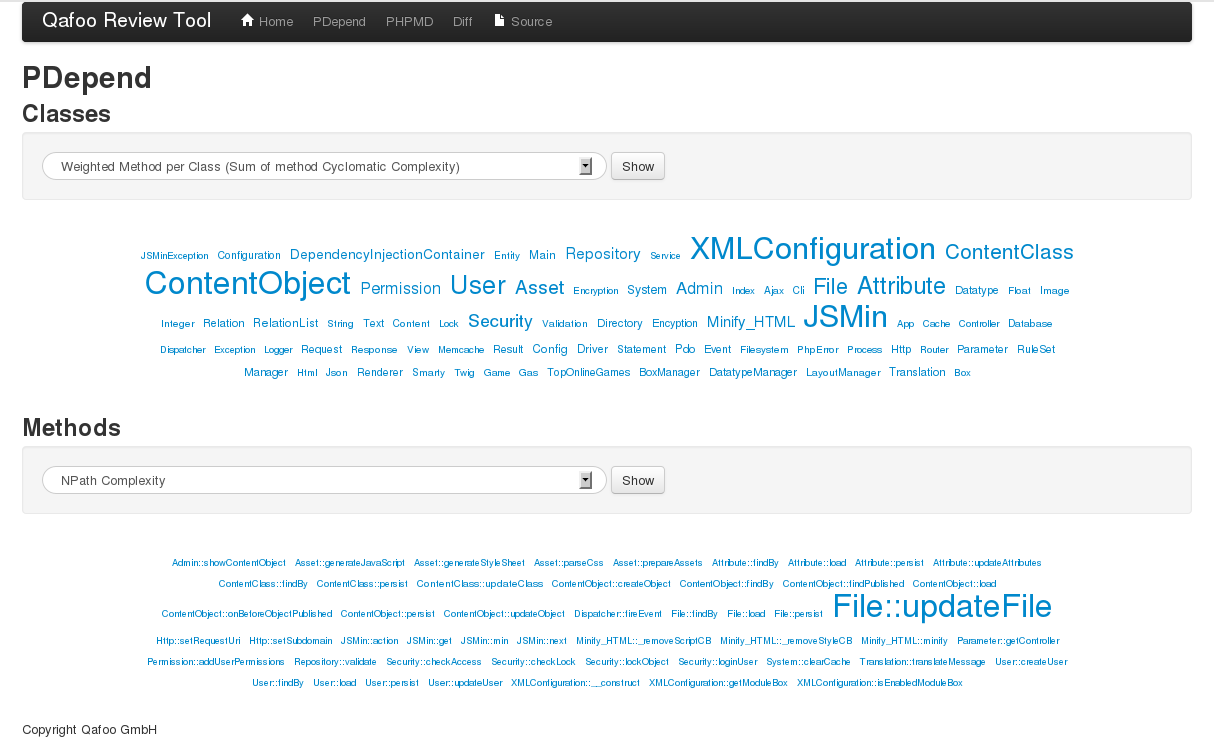 Qafoo Review Tool Home PDepend PHPMD Diff Source
PDepend
Classes
Weighted Method per Class (Sum of method Cyclomatic Complexity) Show
JSMinException Configuration DependencyInjectionContainer Entity Main Repository Service XMLConfiguration ContentClass
ContentObject Permission User Asset Encryption System Admin Index Ajax Cli File Attribute Datatype Float Image
Integer Relation RelationList String Text Content Lock Security Validation Directory Encyption Minify_HTML JSMin App Cache Controller Database
Dispatcher Exception Logger Request Response View Memcache Result Config Driver Statement Pdo Event Filesystem PhpError Process Http Router Parameter RuleSet
Manager Html Json Renderer Smarty Twig Game Gas TopOnlineGames BoxManager DatatypeManager LayoutManager Translation Box
Methods
NPath Complexity Show
Admin::showContentObject Asset::generateJavaScript Asset::generateStyleSheet Asset::parseCss Asset::prepareAssets Attribute::findBy Attribute::load Attribute::persist Attribute::updateAttributes
ContentClass::findBy ContentClass::persist ContentClass::updateClass ContentObject::createObject ContentObject::findBy ContentObject::findPublished ContentObject::load
ContentObject::onBeforeObjectPublished ContentObject::persist ContentObject::updateObject Dispatcher::fireEvent File::findBy File::load File::persist File::updateFile
Http::setRequestUri Http::setSubdomain JSMin::action JSMin::get JSMin::min JSMin::next Minify_HTML::_removeScriptCB Minify_HTML::_removeStyleCB Minify_HTML::minify Parameter::getController
Permission::addUserPermissions Repository::validate Security::checkAccess Security::checkLock Security::lockObject Security::loginUser System::clearCache Translation::translateMessage User::createUser
User::findBy User::load User::persist User::updateUser XMLConfiguration::__construct XMLConfiguration::getModuleBox XMLConfiguration::isEnabledModuleBox
Copyright Qafoo GmbH